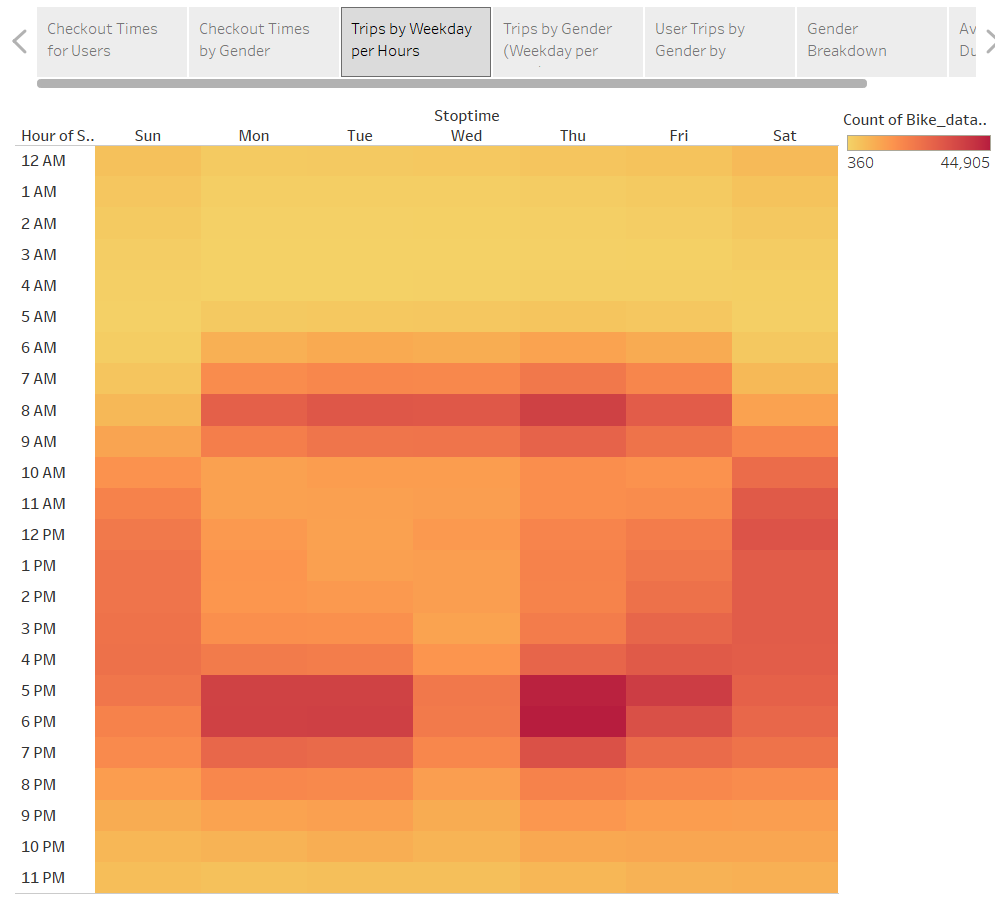 Checkout Times
for Users
Checkout Times
by Gender
Trips by Weekday
per Hours
Trips by Gender
(Weekday per
User Trips by
Gender by
Gender
Breakdown
Av
Du
Stoptime
Hour of S.. Sun Mon Tue Wed Thu Fri Sat
Count of Bike_data..
360 44,905
12 AM
1 AM
2 AM
3 AM
4 AM
5 AM
6 AM
7 AM
8 AM
9 AM
10 AM
11 AM
12 PM
1 PM
2 PM
3 PM
4 PM
5 PM
6 PM
7 PM
8 PM
9 PM
10 PM
11 PM